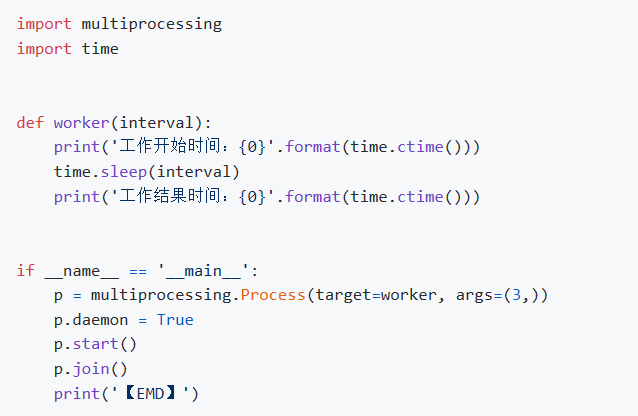 import multiprocessing
import time
def worker(interval):
    print('工作开始时间：{0}'.format(time.ctime()))
    time.sleep(interval)
    print('工作结果时间：{0}'.format(time.ctime()))
if __name__ == '__main__':
    p = multiprocessing.Process(target=worker, args=(3,))
    p.daemon = True
    p.start()
    p.join()
    print('【EMD】')